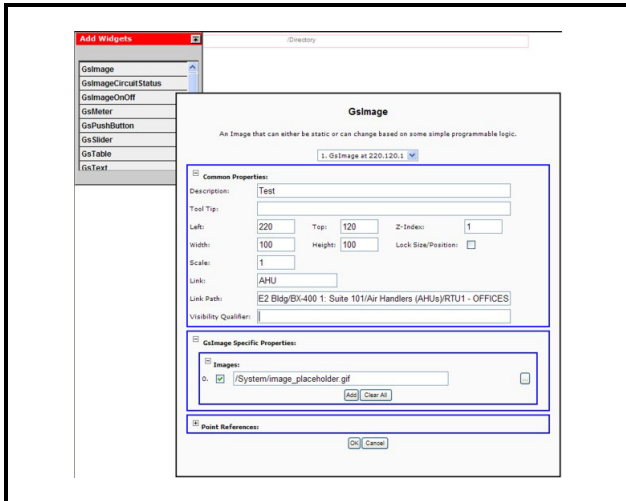 Add Widgets
/Directory
GsImage
GsImageCircuitStatus
GsImageOnOff
GsMeter
GsPushButton
GsSlider
GsTable
GsText
GsImage
An Image that can either be static or can change based on some simple programmable logic.
1. GsImage at 220.120.1
Common Properties:
Description: Test
Tool Tip:
Left: 220 Top: 120 Z-Index: 1
Width: 100 Height: 100 Lock Size/Position:
Scale: 1
Link: AHU
Link Path: E2 Bldg/BX-400 1: Suite 101/Air Handlers (AHUs)/RTU1 - OFFICES
Visibility Qualifier:
GsImage Specific Properties:
Images:
0. /System/image_placeholder.gif ...
Add Clear All
Point References:
OK Cancel